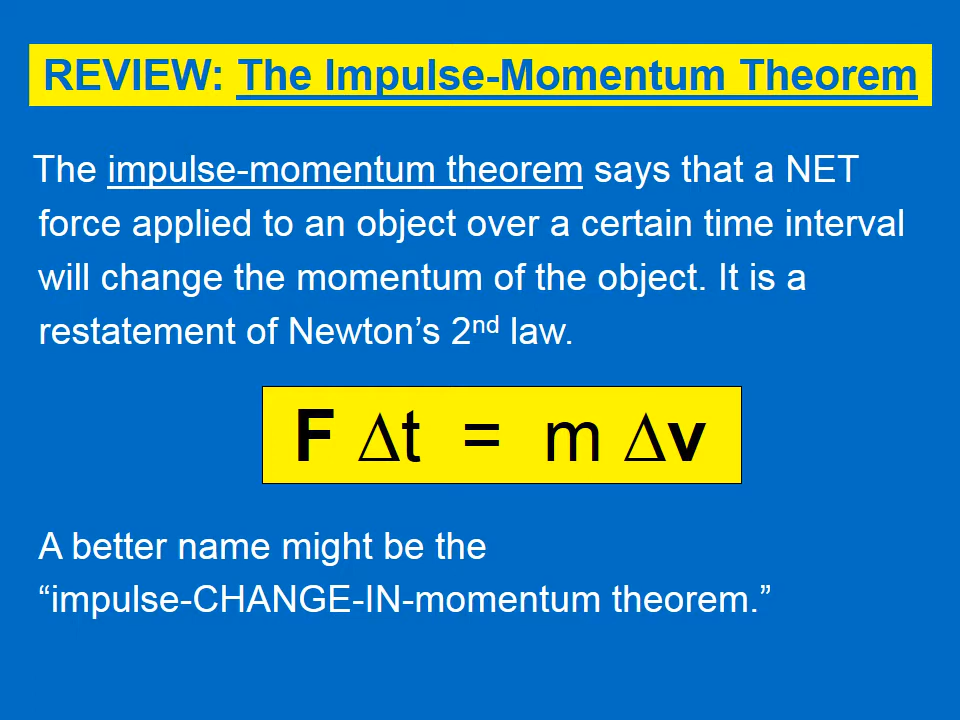 REVIEW: The Impulse-Momentum Theorem
The impulse-momentum theorem says that a NET
force applied to an object over a certain time interval
will change the momentum of the object. It is a
restatement of Newton’s 2nd law.
F Δt = m Δv
A better name might be the
“impulse-CHANGE-IN-momentum theorem.”